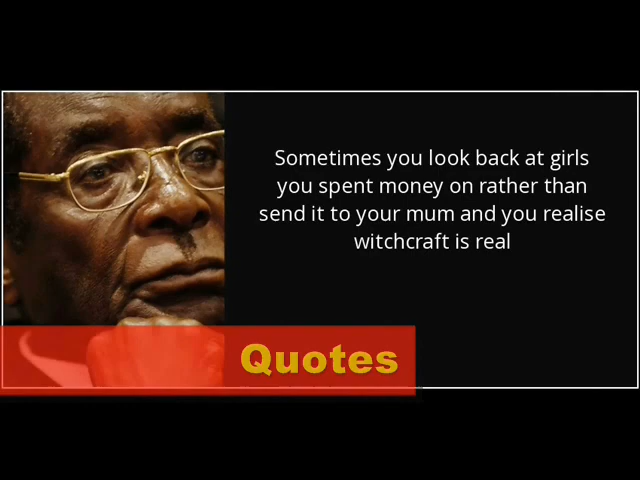 Sometimes you look back at girls
you spent money on rather than
send it to your mum and you realise
witchcraft is real
Quotes